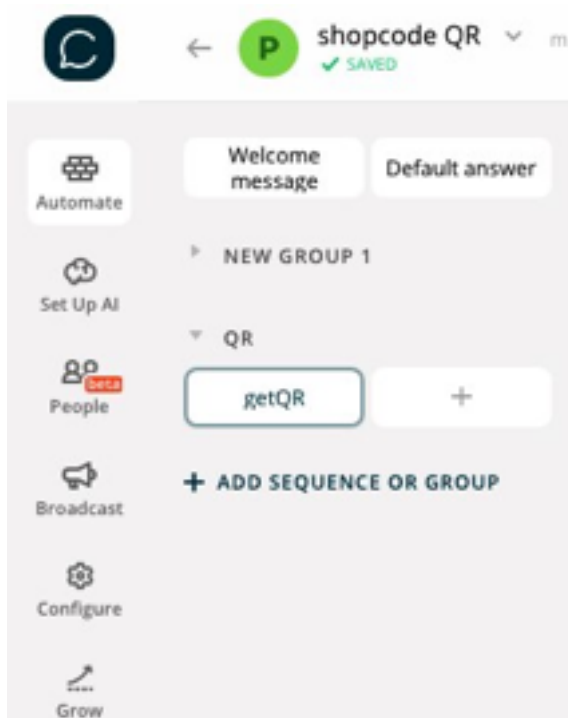 P
shopcode QR
SAVED
Automate
Set Up AI
beta
People
Broadcast
Configure
Grow
Welcome
message
Default answer
NEW GROUP 1
QR
getQR
+
+ ADD SEQUENCE OR GROUP